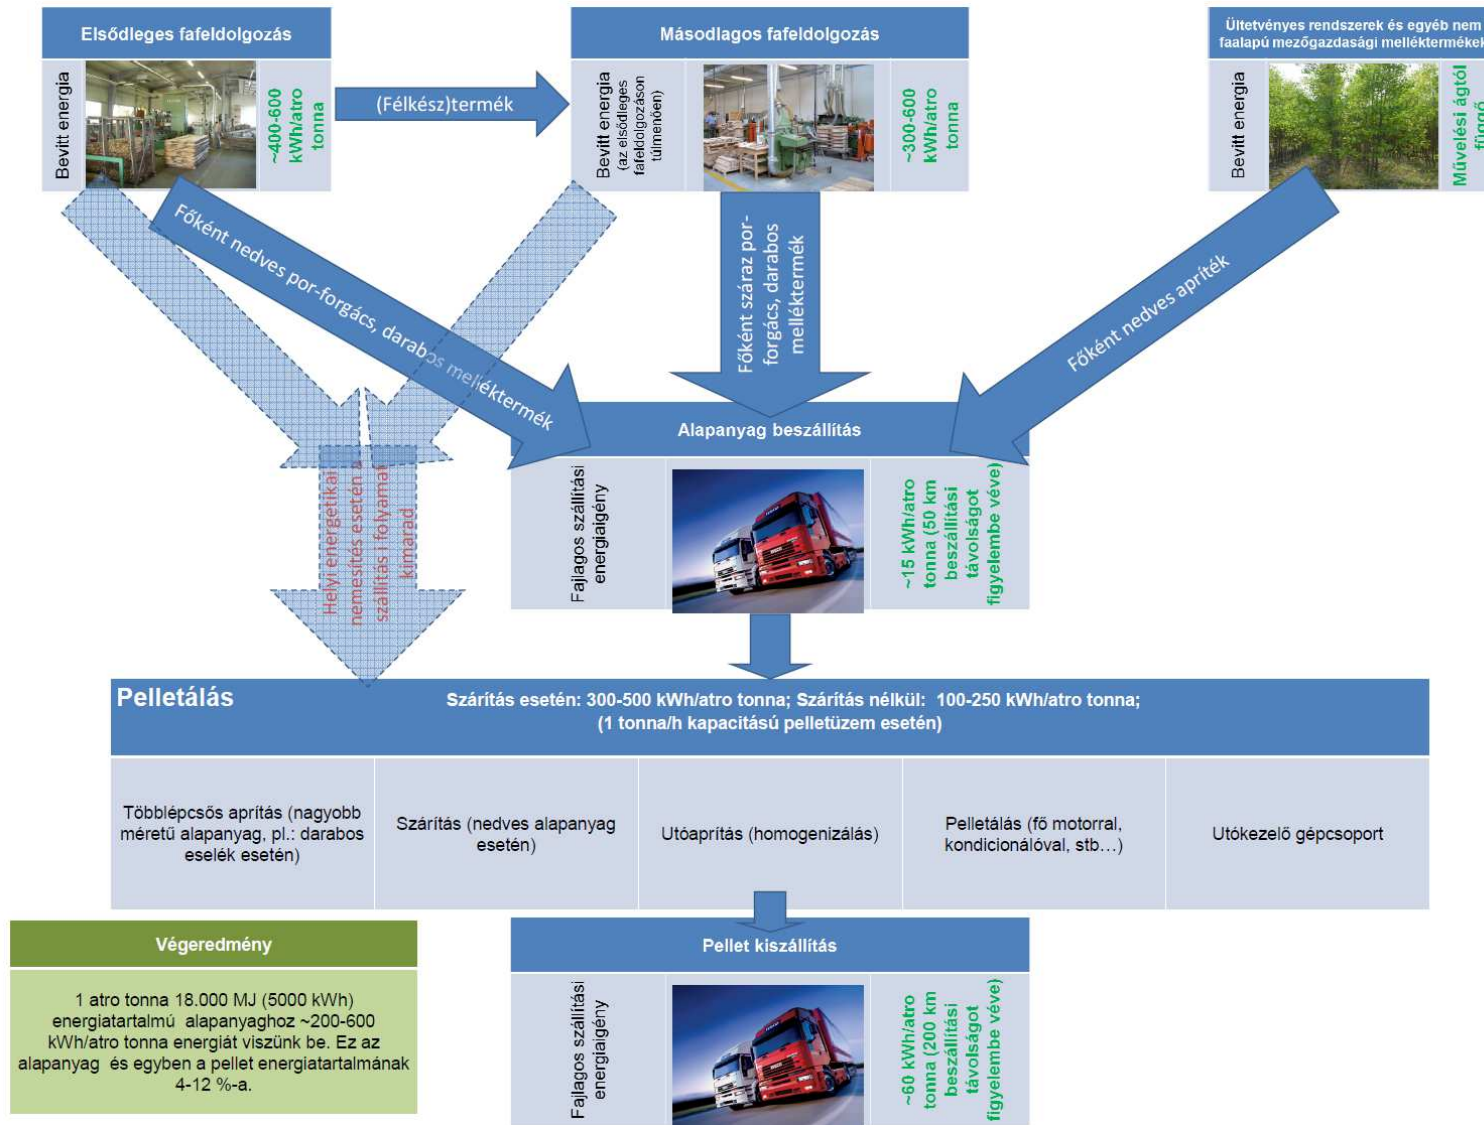 Elsődleges fafeldolgozás
Bevitt energia
~400-600
kWh/atro
tonna
(Félkész)termék
Másodlagos fafeldolgozás
Bevitt energia
(az elsődleges
fafeldolgozáson
túlmenően)
~300-600
kWh/atro
tonna
Ültetvényes rendszerek és egyéb nem
faalapú mezőgazdasági melléktermékek
Bevitt energia
Művelési ágtól
függő
Főként nedves por-forgács, darabos melléktermék
Főként száraz por-
forgács, darabos
melléktermék
Főként nedves apríték
Helyi energetikai
nemesítés esetén a
szállítás i folyamat
kimarad
Alapanyag beszállítás
Fajlagos szállítási
energiaigény
~15 kWh/atro
tonna (50 km
beszállítási
távolságot
figyelembe véve)
Pelletálás
Szárítás esetén: 300-500 kWh/atro tonna; Szárítás nélkül: 100-250 kWh/atro tonna;
(1 tonna/h kapacitású pelletüzem esetén)
Többlépcsős aprítás (nagyobb
méretű alapanyag, pl.: darabos
eselék esetén)
Szárítás (nedves alapanyag
esetén)
Utóaprítás (homogenizálás)
Pelletálás (fő motorral,
kondicionálóval, stb…)
Utókezelő gépcsoport
Végeredmény
1 atro tonna 18.000 MJ (5000 kWh)
energiatartalmú alapanyaghoz ~200-600
kWh/atro tonna energiát viszünk be. Ez az
alapanyag és egyben a pellet energiatartalmának
4-12 %-a.
Pellet kiszállítás
Fajlagos szállítási
energiaigény
~60 kWh/atro
tonna (200 km
beszállítási
távolságot
figyelembe véve)